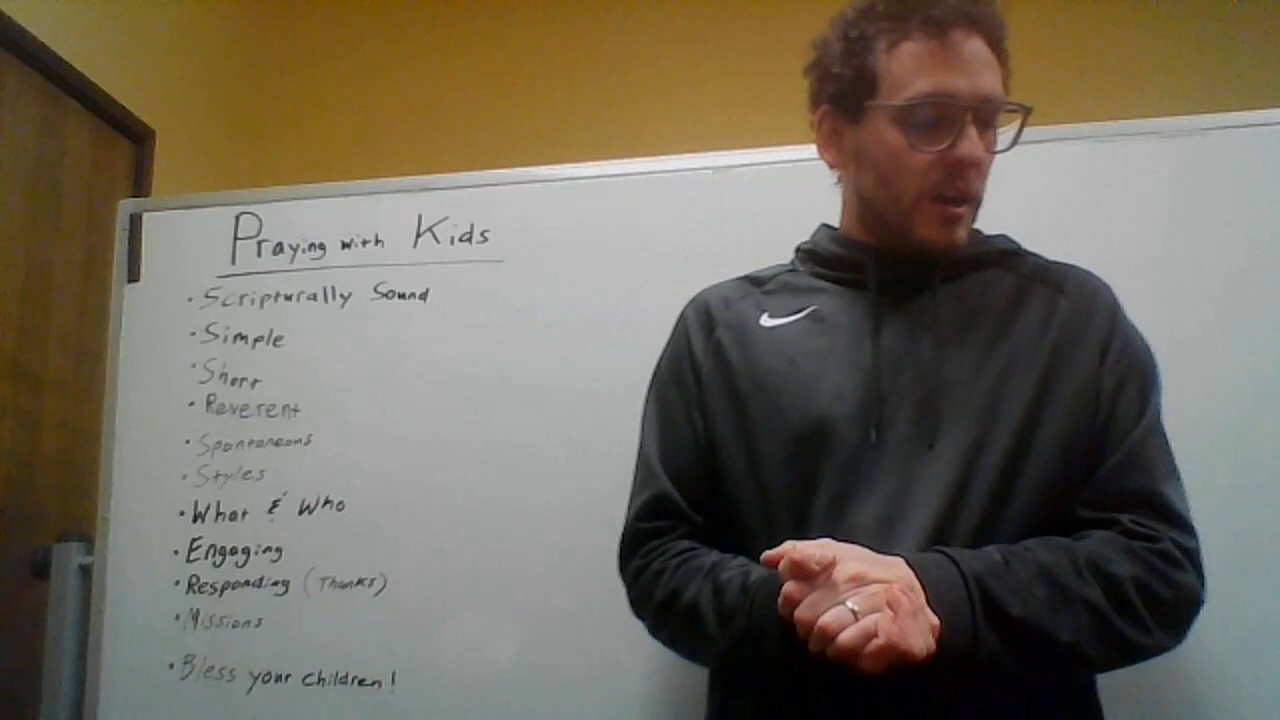 Praying with Kids
• Scripturally Sound
• Simple
• Short
• Reverent
• Spontaneous
• Styles
• What & Who
• Engaging
• Responding (Thanks)
• Missions
• Bless your children!